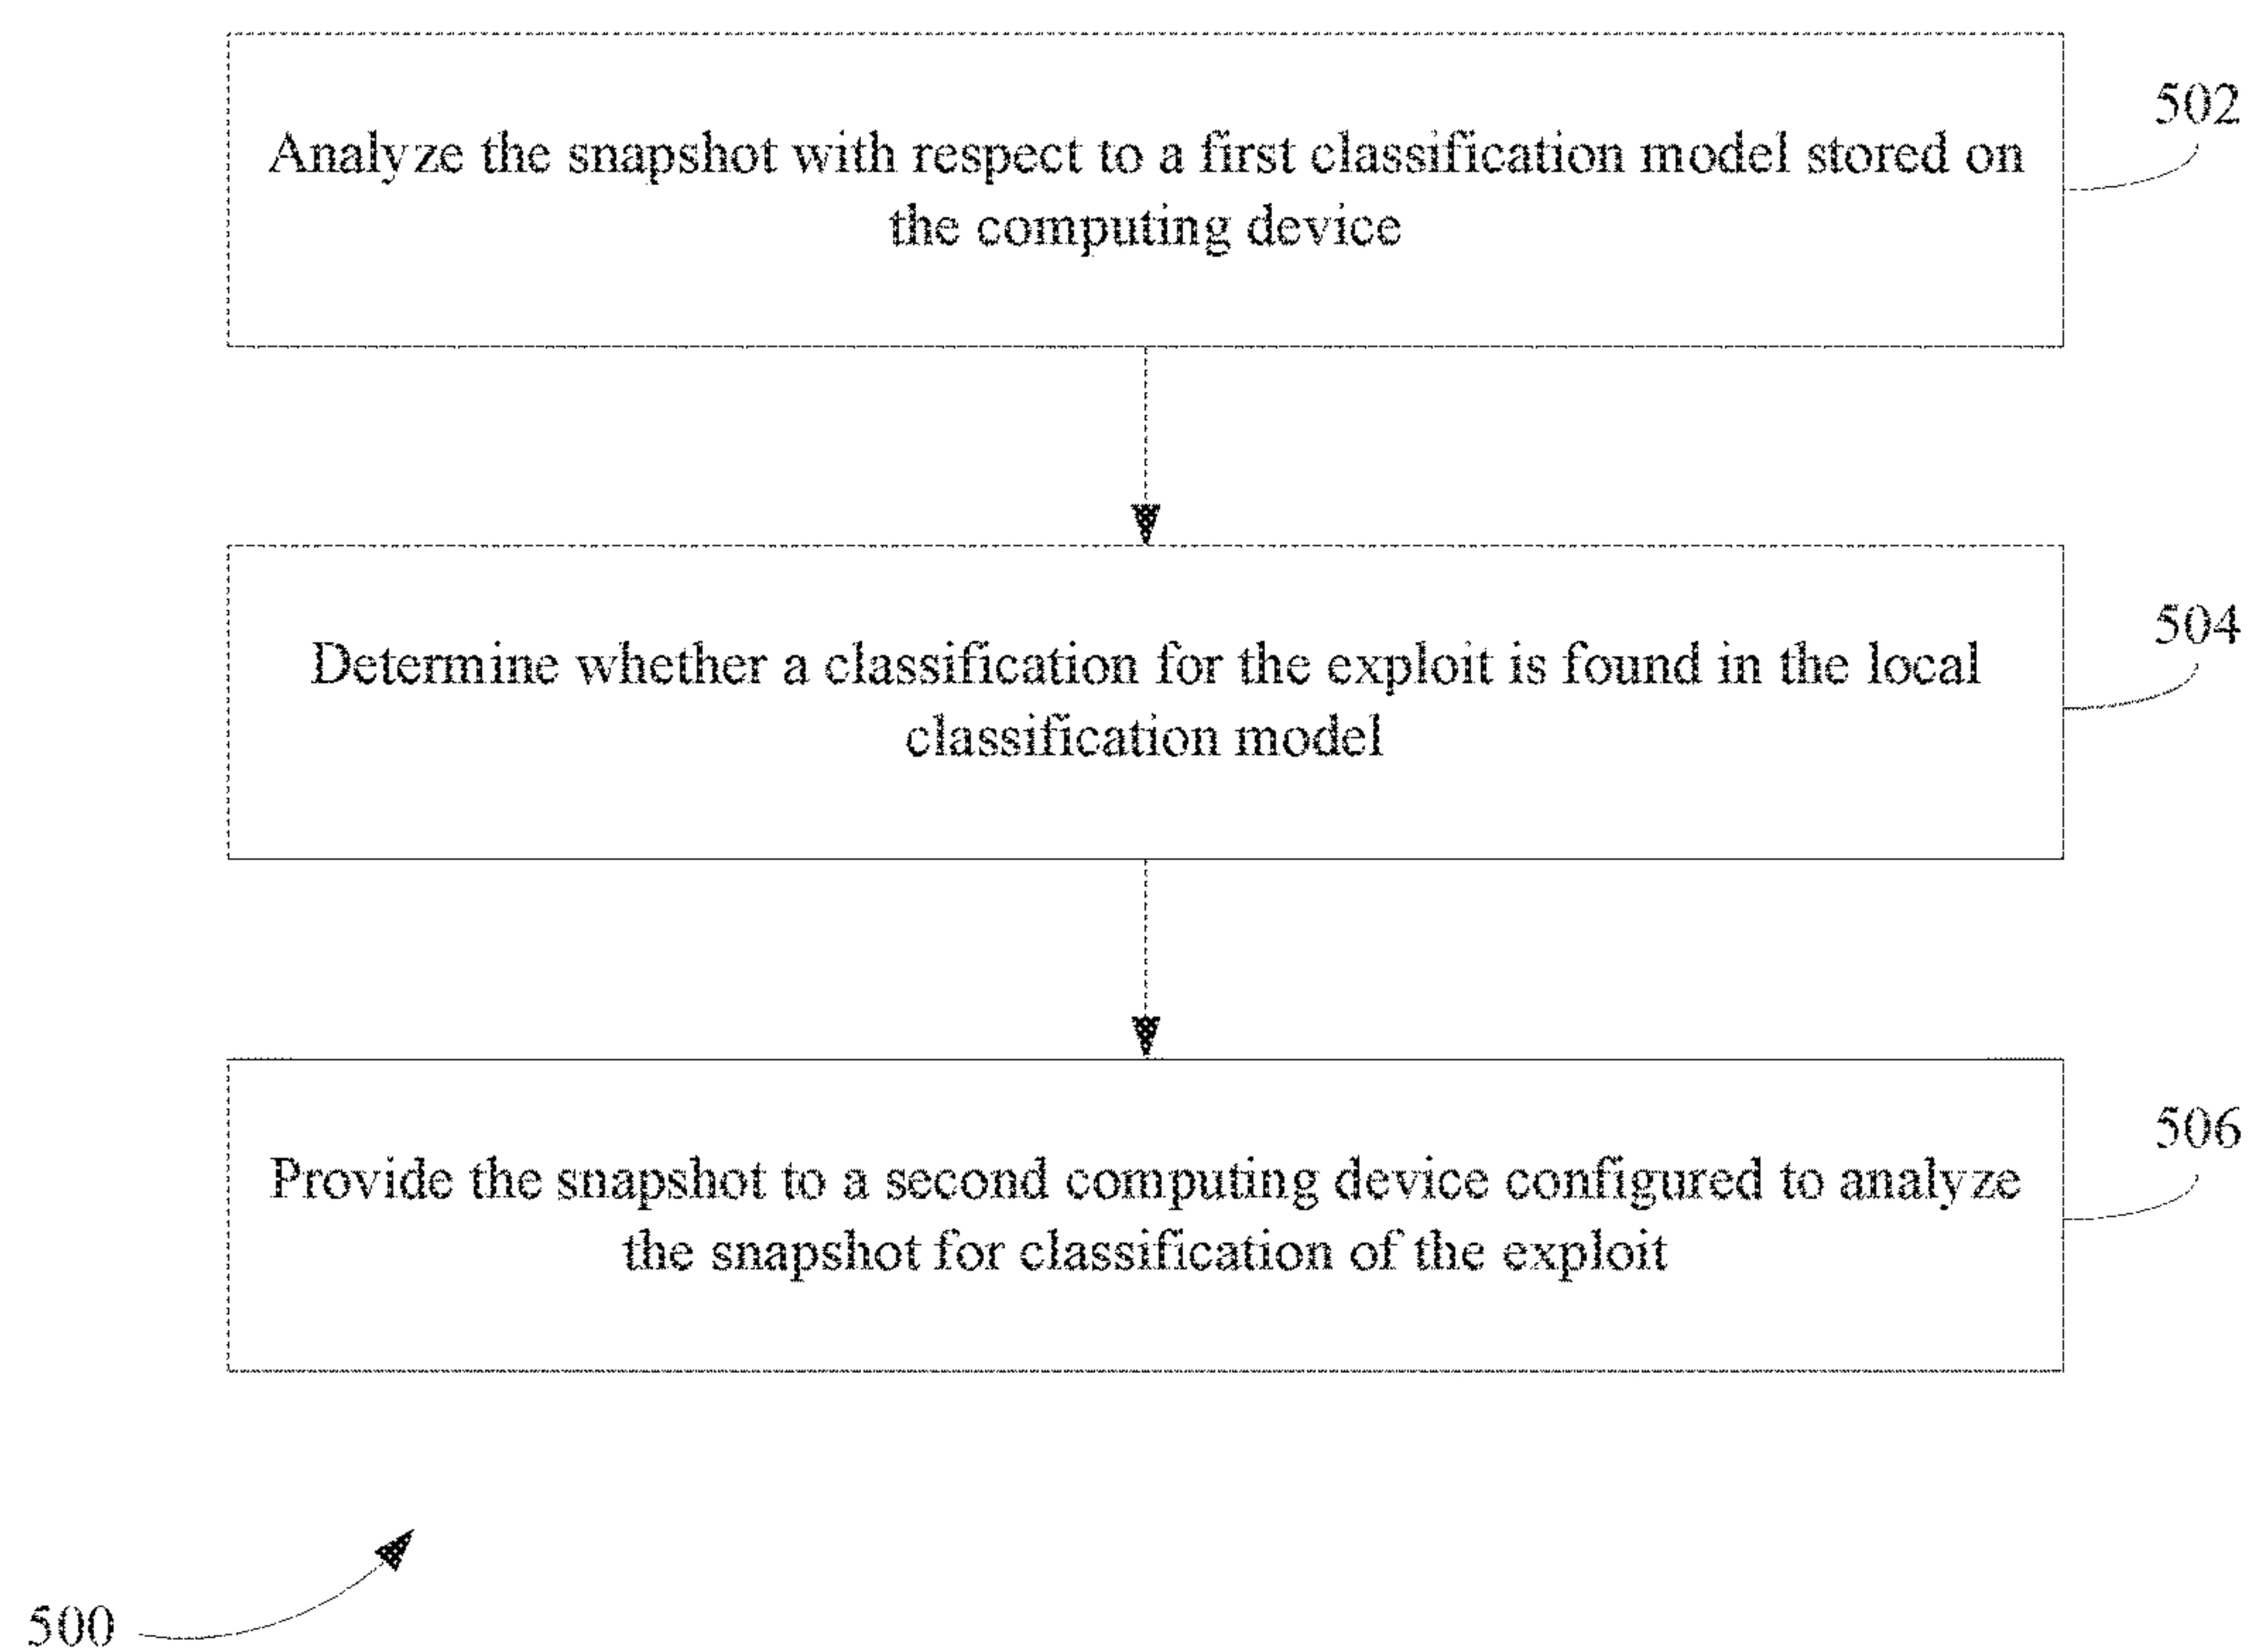 Analyze the snapshot with respect to a first classification model stored on
the computing device
502
Determine whether a classification for the exploit is found in the local
classification model
504
Provide the snapshot to a second computing device configured to analyze
the snapshot for classification of the exploit
506
500